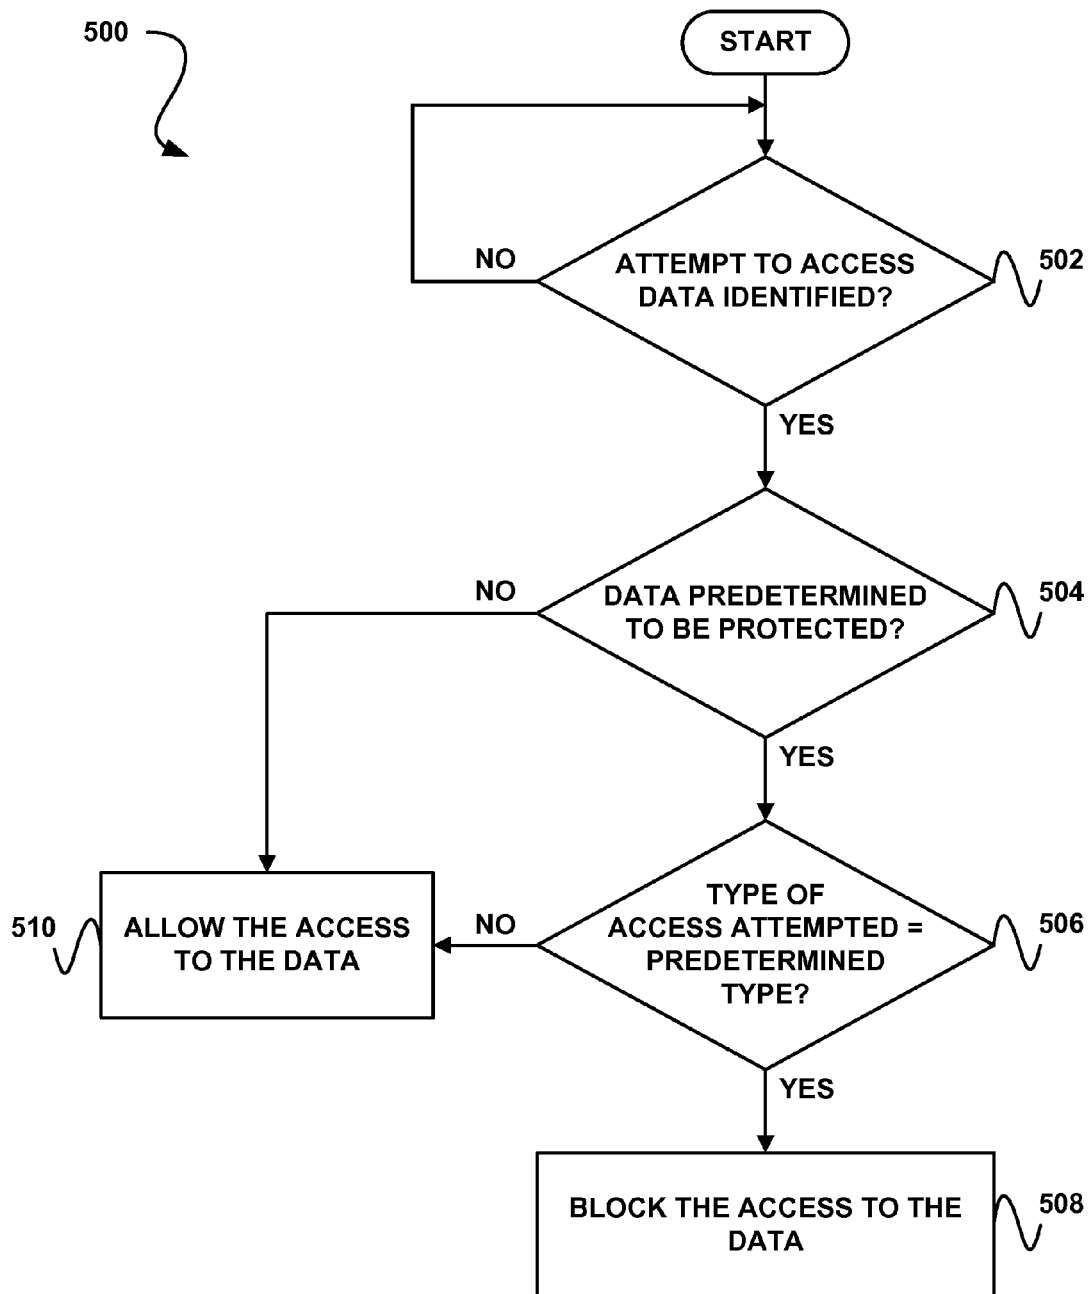 500
START
NO
ATTEMPT TO ACCESS
DATA IDENTIFIED?
502
YES
NO
DATA PREDETERMINED
TO BE PROTECTED?
504
YES
510
ALLOW THE ACCESS
TO THE DATA
NO
TYPE OF
ACCESS ATTEMPTED =
PREDETERMINED
TYPE?
506
YES
BLOCK THE ACCESS TO THE
DATA
508